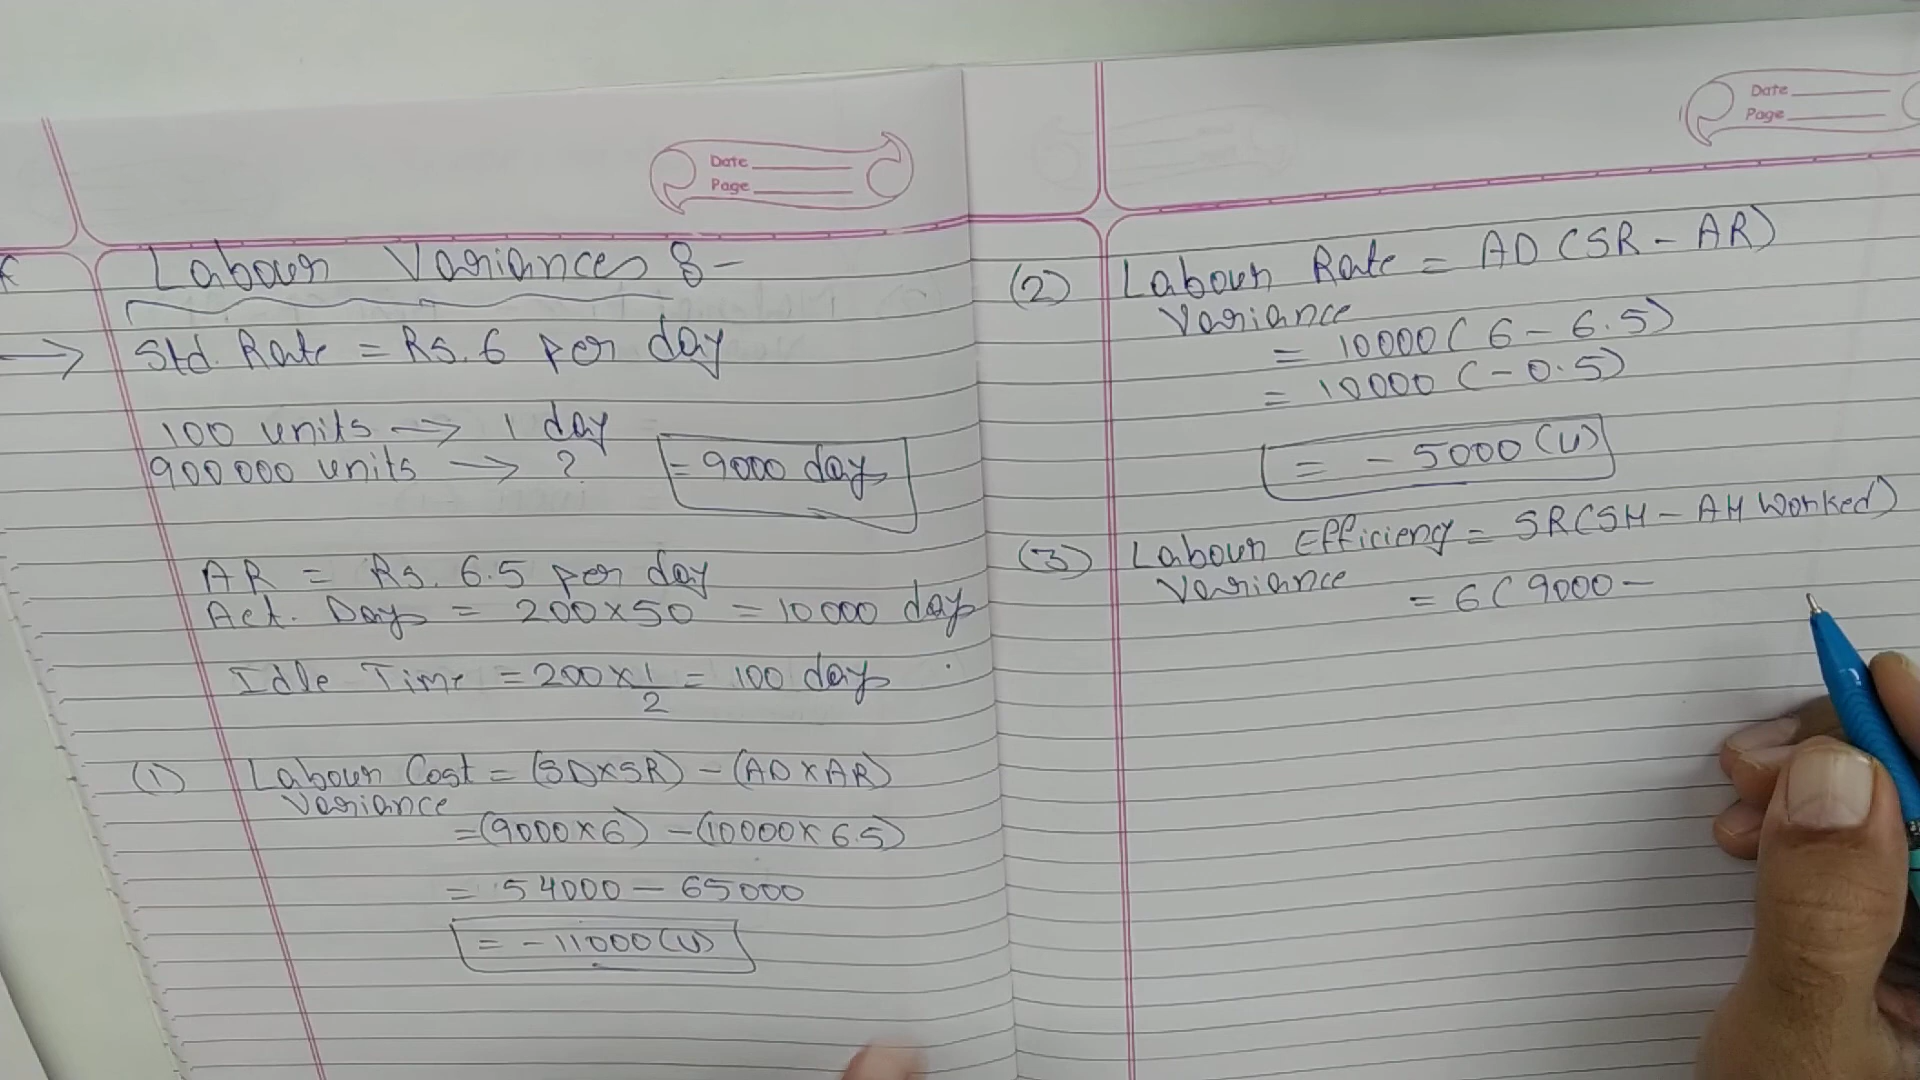 Date
Page
Labour Variances :-
Std. Rate = Rs. 6 per day
100 units → 1 day
900000 units → ? = 9000 days
AR = Rs. 6.5 per day
Act. Days = 200 x 50 = 10000 days
Idle Time = 200 x 1/2 = 100 days
(1) Labour Cost = (SD x SR) - (AD x AR)
Variance
= (9000 x 6) - (10000 x 6.5)
= 54000 - 65000
= - 11000 (U)
Date
Page
(2) Labour Rate = AD (SR - AR)
Variance
= 10000 (6 - 6.5)
= 10000 (- 0.5)
= - 5000 (U)
(3) Labour Efficiency = SR (SH - AH Worked)
Variance
= 6 (9000 -